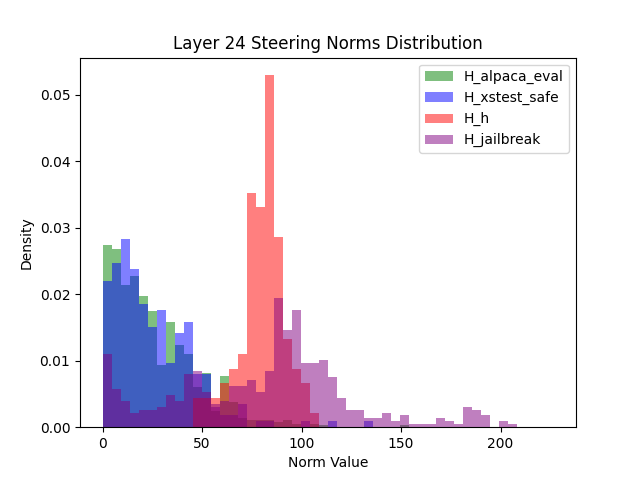 Layer 24 Steering Norms Distribution
H_alpaca_eval
H_xstest_safe
H_h
H_jailbreak
Density
0.05
0.04
0.03
0.02
0.01
0.00
0
50
100
150
200
Norm Value